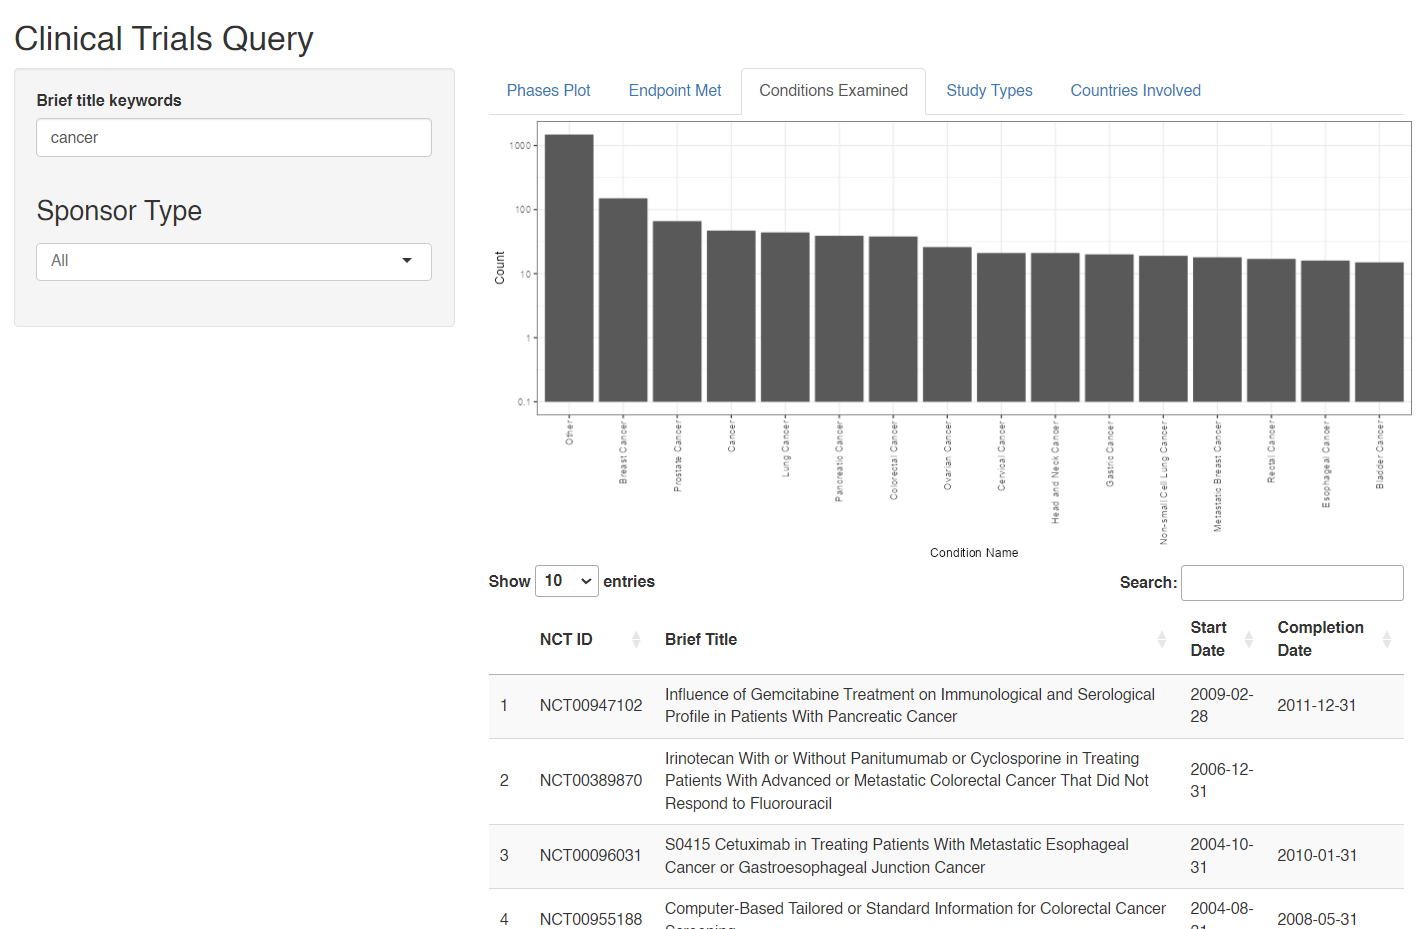 Clinical Trials Query
Brief title keywords
cancer
Sponsor Type
All
Phases Plot
Endpoint Met
Conditions Examined
Study Types
Countries Involved
Count
1000
100
10
1
0.1
Other
Breast Cancer
Prostate Cancer
Cancer
Lung Cancer
Pancreatic Cancer
Colorectal Cancer
Ovarian Cancer
Cervical Cancer
Head and Neck Cancer
Gastric Cancer
Non-small Cell Lung Cancer
Metastatic Breast Cancer
Rectal Cancer
Esophageal Cancer
Bladder Cancer
Condition Name
Show 10 entries
Search:
NCT ID
Brief Title
Start
Date
Completion
Date
1
NCT00947102
Influence of Gemcitabine Treatment on Immunological and Serological
Profile in Patients With Pancreatic Cancer
2009-02-
28
2011-12-31
2
NCT00389870
Irinotecan With or Without Panitumumab or Cyclosporine in Treating
Patients With Advanced or Metastatic Colorectal Cancer That Did Not
Respond to Fluorouracil
2006-12-
31
3
NCT00096031
S0415 Cetuximab in Treating Patients With Metastatic Esophageal
Cancer or Gastroesophageal Junction Cancer
2004-10-
31
2010-01-31
4
NCT00955188
Computer-Based Tailored or Standard Information for Colorectal Cancer
2004-08-
2008-05-31